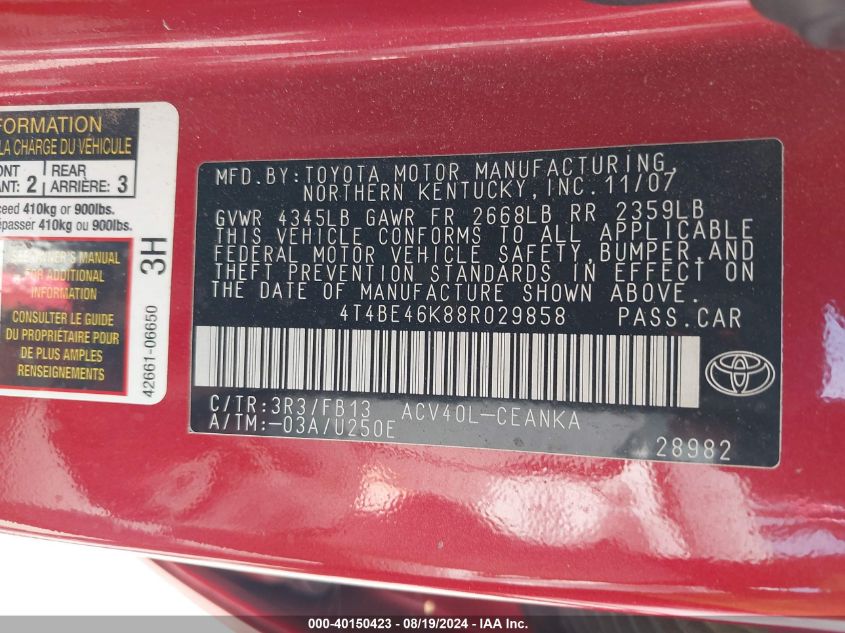 FORMATION
LA CHARGE DU VÉHICULE
ANT: 2
REAR
ARRIÈRE: 3
410kg or 900lbs.
410kg ou 900lbs.
SEE OWNER'S MANUAL
FOR ADDITIONAL
INFORMATION
CONSULTER LE GUIDE
DU PROPRIÉTAIRE
POUR DE PLUS AMPLES
RENSEIGNEMENTS
3H
42661-06650
MFD.BY:TOYOTA MOTOR MANUFACTURING,
NORTHERN KENTUCKY, INC. 11/07
GVWR 4345LB GAWR FR 2668LB RR 2359LB
THIS VEHICLE CONFORMS TO ALL APPLICABLE
FEDERAL MOTOR VEHICLE SAFETY,BUMPER,AND
THEFT PREVENTION STANDARDS IN EFFECT ON
THE DATE OF MANUFACTURE SHOWN ABOVE.
4T4BE46K88R029858 PASS.CAR
C/TR:3R3/FB13 ACV40L-CEANKA
A/TM:-03A/U250E
28982
000-40150423 - 08/19/2024 - IAA Inc.